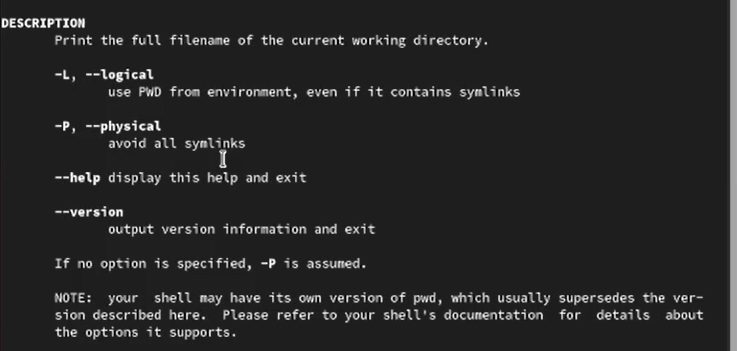 DESCRIPTION
Print the full filename of the current working directory.
-L, --logical
use PWD from environment, even if it contains symlinks
-P, --physical
avoid all symlinks
--help display this help and exit
--version
output version information and exit
If no option is specified, -P is assumed.
NOTE:  your  shell may have its own version of pwd, which usually supersedes the ver-
sion described here.  Please refer to your shell's documentation  for  details  about
the options it supports.